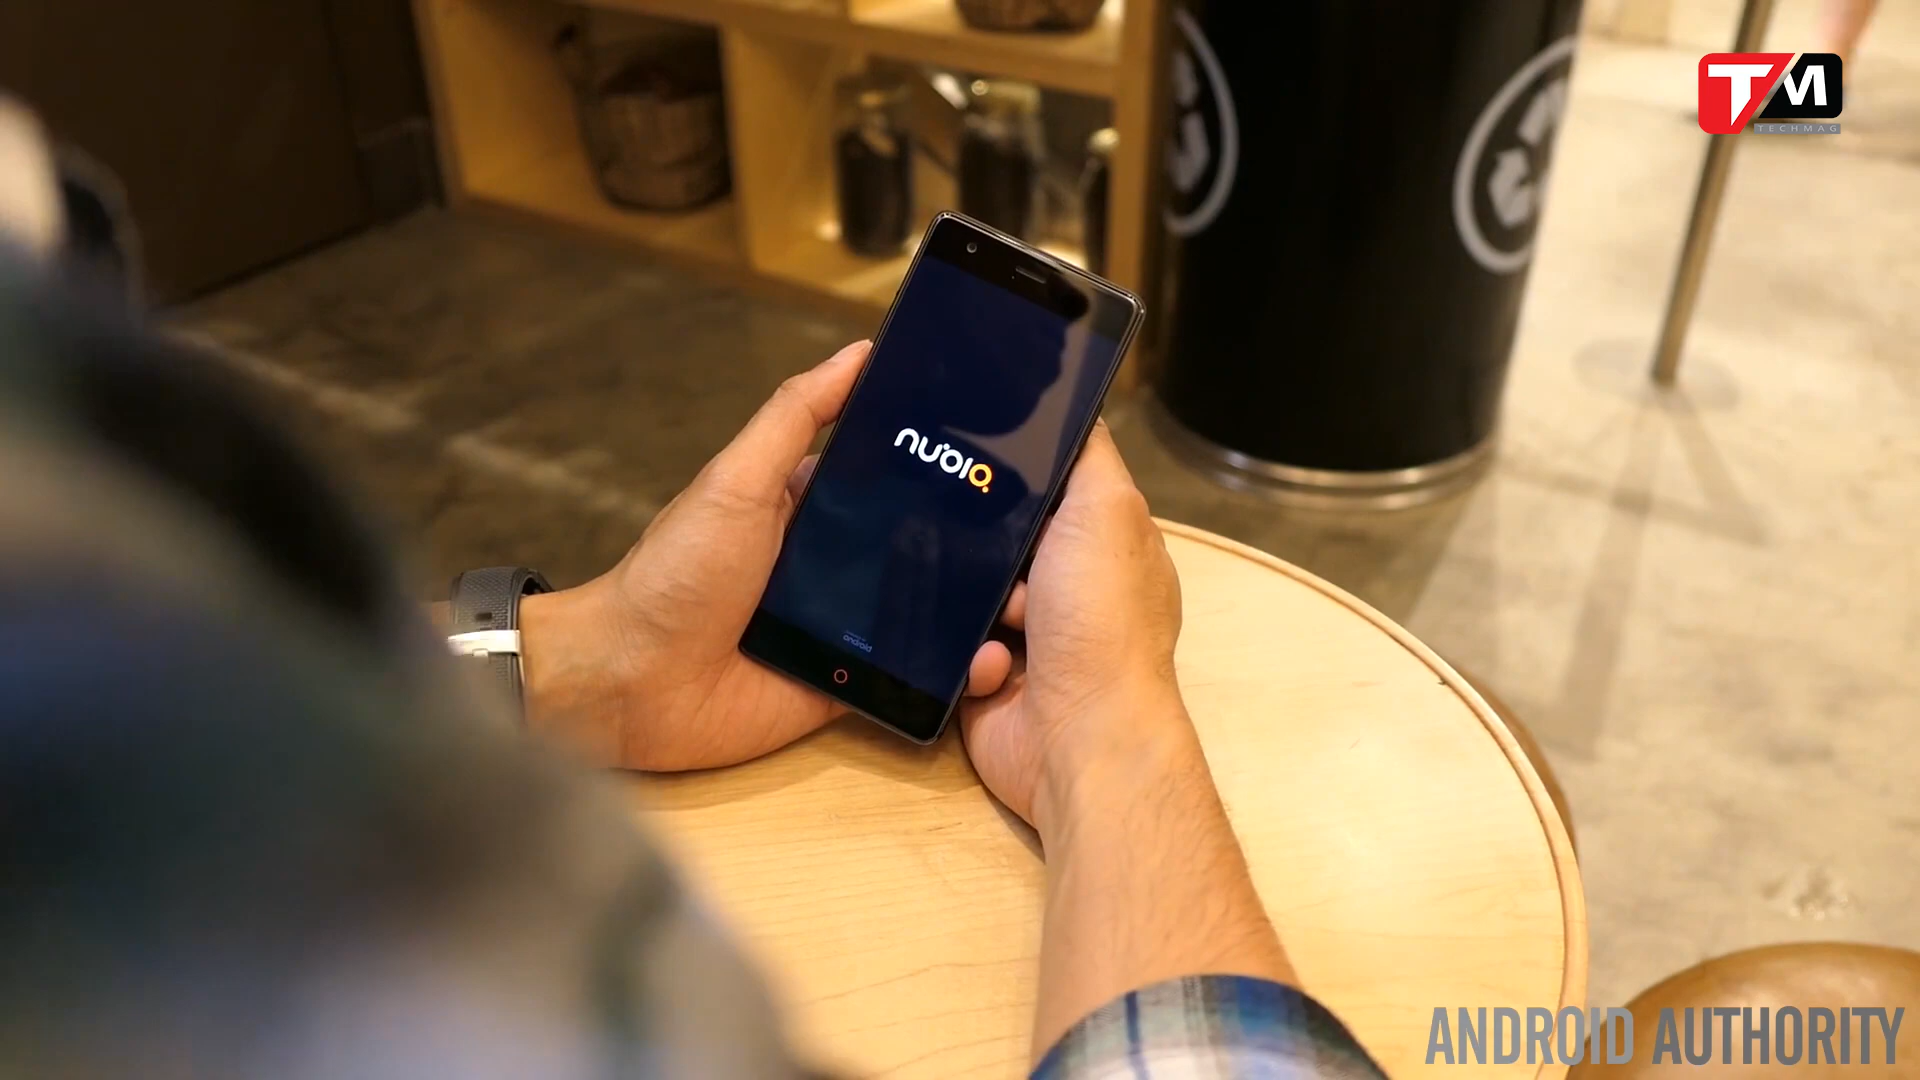 TM
TECHMAG
nubia
android
ANDROID AUTHORITY